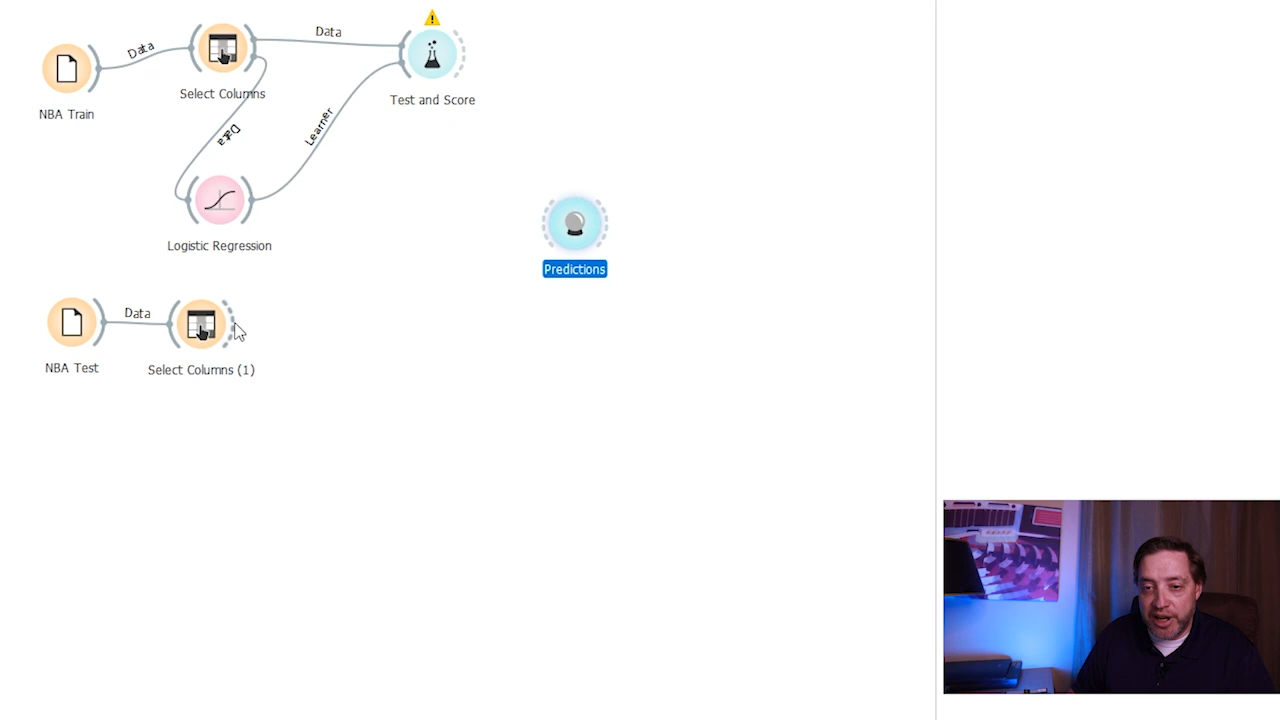 Data
Data
Select Columns
Test and Score
NBA Train
Data
Learner
Logistic Regression
Predictions
Data
NBA Test
Select Columns (1)